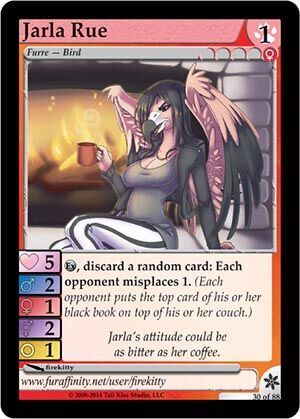 Jarla Rue
1
Furre — Bird
5
2
1
2
1
, discard a random card: Each
opponent misplaces 1. (Each
opponent puts the top card of his or her
black book on top of his or her couch.)
Jarla's attitude could be
as bitter as her coffee.
firekitty
www.furaffinity.net/user/firekitty
30 of 88
© 2008-2014 Tail Kiss Studio, LLC